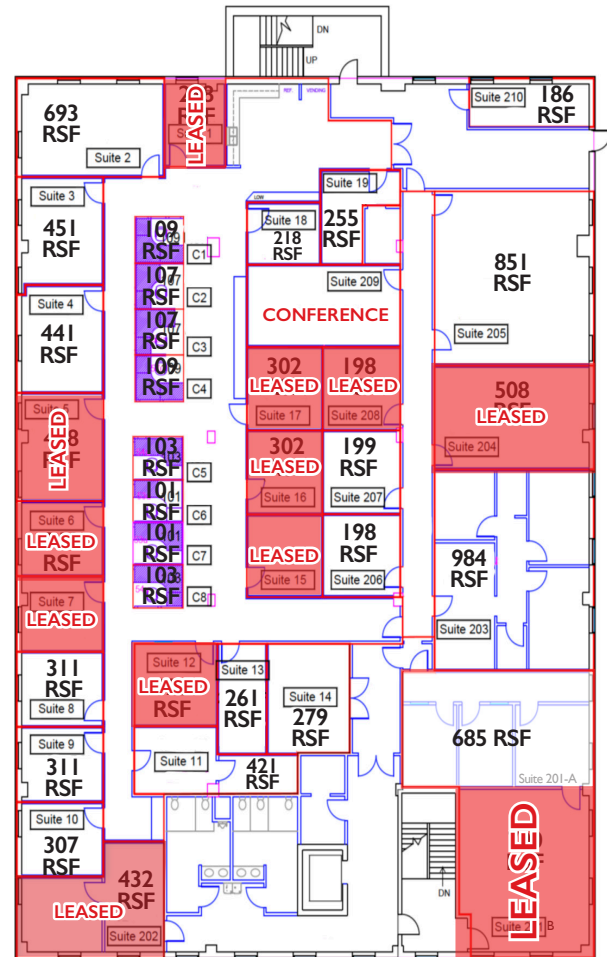 DN
UP
REF.
VENDING
693
RSF
Suite 2
LEASED
Suite 210
186
RSF
Suite 3
451
RSF
Suite 19
255
RSF
Suite 18
218
RSF
LOW
109
RSF
C1
107
RSF
C2
107
RSF
C3
109
RSF
C4
Suite 209
CONFERENCE
851
RSF
Suite 205
Suite 4
441
RSF
302
LEASED
Suite 17
198
LEASED
Suite 208
508
LEASED
Suite 204
Suite 5
LEASED
RSF
302
LEASED
Suite 16
199
RSF
Suite 207
103
RSF
C5
101
RSF
C6
101
RSF
C7
103
RSF
C8
Suite 6
LEASED
RSF
LEASED
Suite 15
198
RSF
Suite 206
984
RSF
Suite 203
Suite 7
LEASED
311
RSF
Suite 8
Suite 12
LEASED
RSF
Suite 13
261
RSF
Suite 14
279
RSF
685 RSF
Suite 201-A
Suite 9
311
RSF
Suite 11
421
RSF
Suite 10
307
RSF
432
RSF
LEASED
Suite 202
DN
LEASED
B